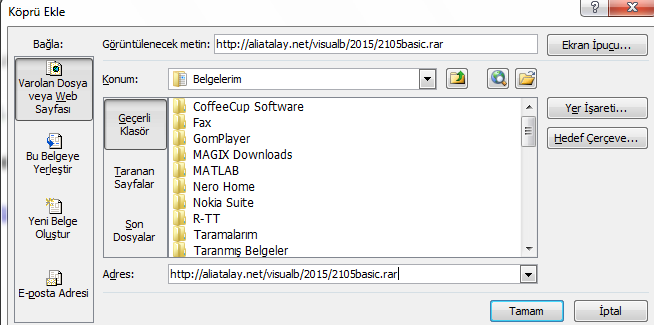 Köprü Ekle
Bağla:
Görüntülenecek metin: http://aliatalay.net/visualb/2015/2105basic.rar
Ekran İpucu...
Varolan Dosya
veya Web
Sayfası
Bu Belgeye
Yerleştir
Yeni Belge
Oluştur
E-posta Adresi
Konum: Belgelerim
Geçerli
Klasör
Taranan
Sayfalar
Son
Dosyalar
CoffeeCup Software
Fax
GomPlayer
MAGIX Downloads
MATLAB
Nero Home
Nokia Suite
R-TT
Taramalarım
Taranmış Belgeler
Yer İşareti...
Hedef Çerçeve...
Adres: http://aliatalay.net/visualb/2015/2105basic.rar
Tamam
İptal